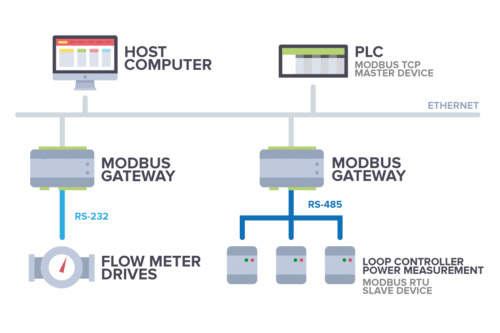 HOST
COMPUTER
PLC
MODBUS TCP
MASTER DEVICE
ETHERNET
MODBUS
GATEWAY
MODBUS
GATEWAY
RS-232
RS-485
FLOW METER
DRIVES
LOOP CONTROLLER
POWER MEASUREMENT
MODBUS RTU
SLAVE DEVICE